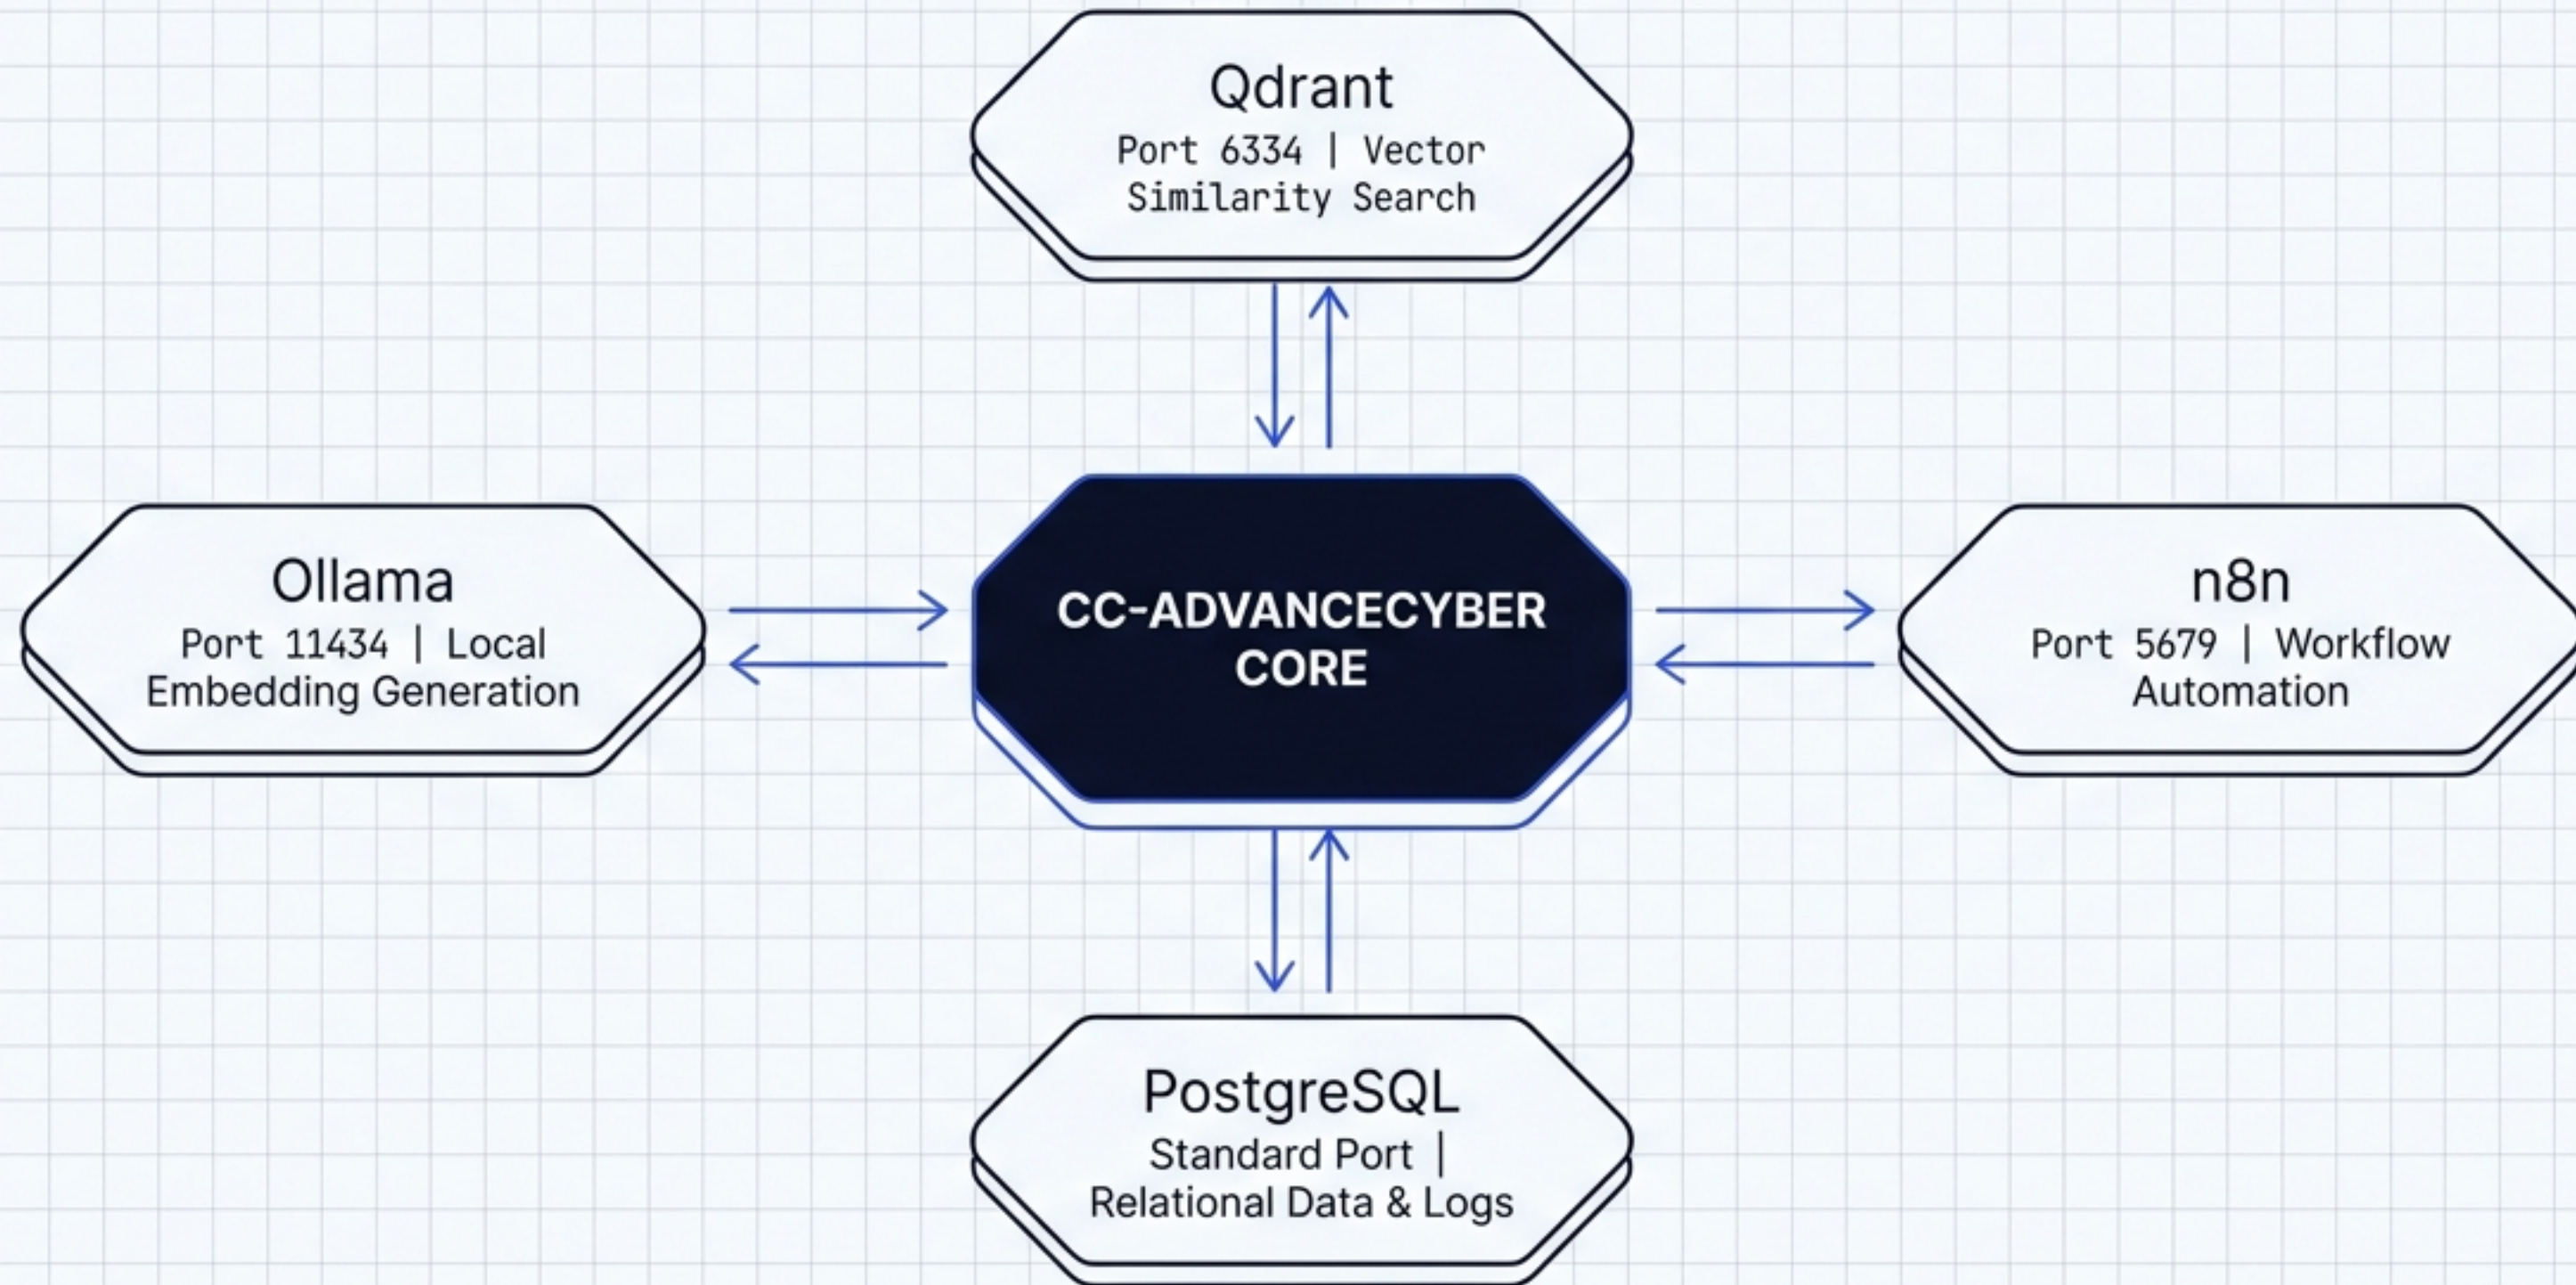 Qdrant
Port 6334 | Vector
Similarity Search
Ollama
Port 11434 | Local
Embedding Generation
CC-ADVANCECYBER
CORE
n8n
Port 5679 | Workflow
Automation
PostgreSQL
Standard Port |
Relational Data & Logs